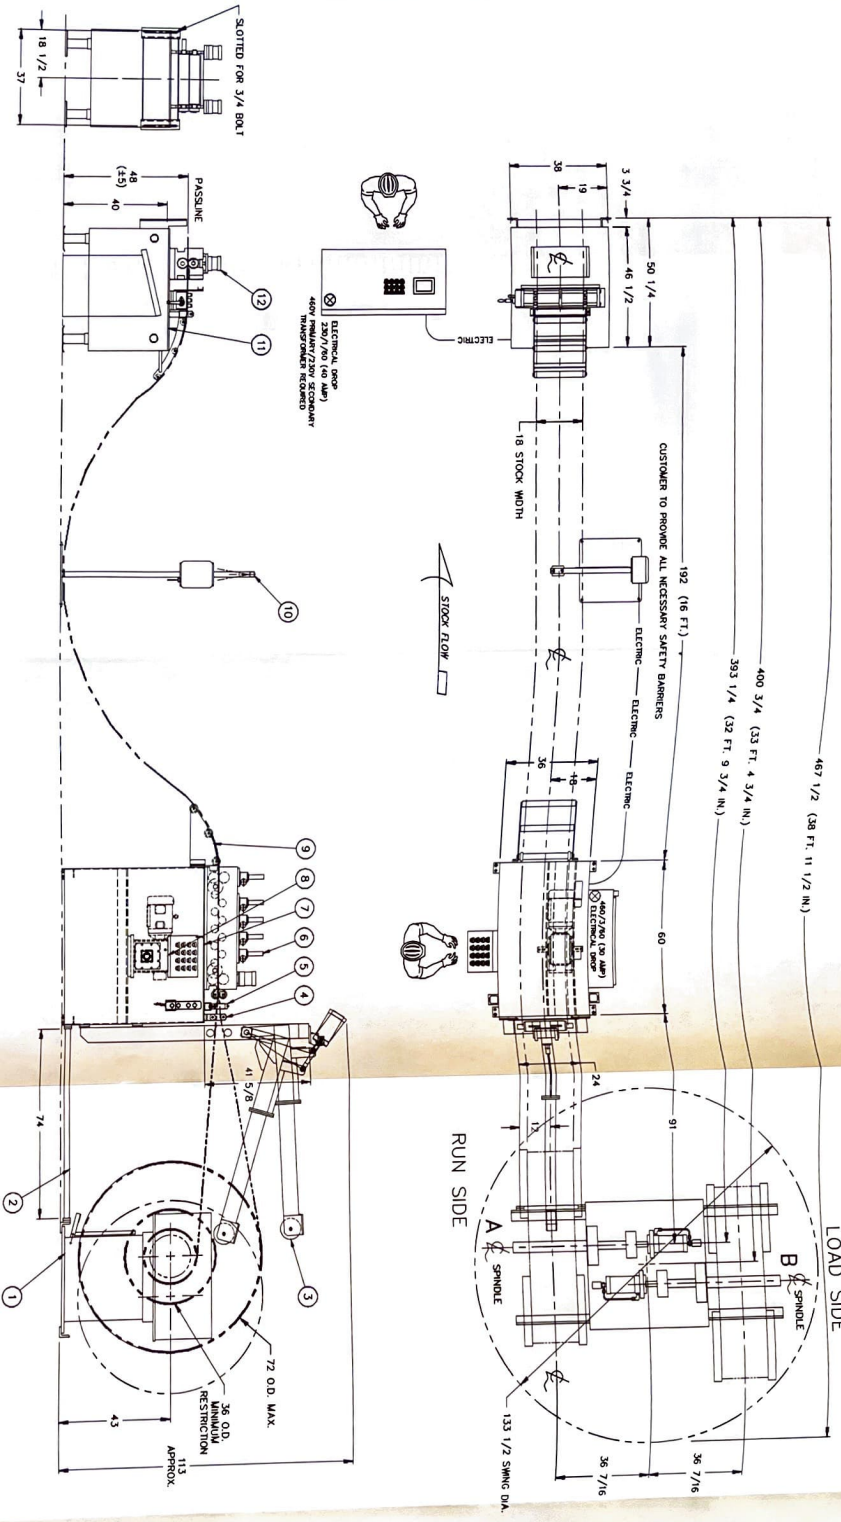 467 1/2 (38 FT. 11 1/2 IN.)
400 3/4 (33 FT. 4 3/4 IN.)
393 1/4 (32 FT. 9 3/4 IN.)
3 3/4
50 1/4
46 1/2
192 (16 FT.)
60
91
CUSTOMER TO PROVIDE ALL NECESSARY SAFETY BARRIERS
38
19
18 STOCK WIDTH
ELECTRIC
ELECTRIC
ELECTRIC
ELECTRIC
36
18
460/3/60 (30 AMP)
ELECTRICAL DROP
24
12
LOAD SIDE
B
SPINDLE
A
SPINDLE
RUN SIDE
36 7/16
36 7/16
133 1/2 SWING DIA.
ELECTRICAL DROP
230/1/60 (40 AMP)
460V PRIMARY/230V SECONDARY
TRANSFORMER REQUIRED
STOCK FLOW
SLOTTED FOR 3/4 BOLT
18 1/2
37
PASSLINE
48
(±5)
40
12
11
10
9
8
7
6
5
4
3
41 5/8
74
2
1
72 O.D. MAX.
36 O.D.
MINIMUM
RESTRICTION
43
113
APPROX.